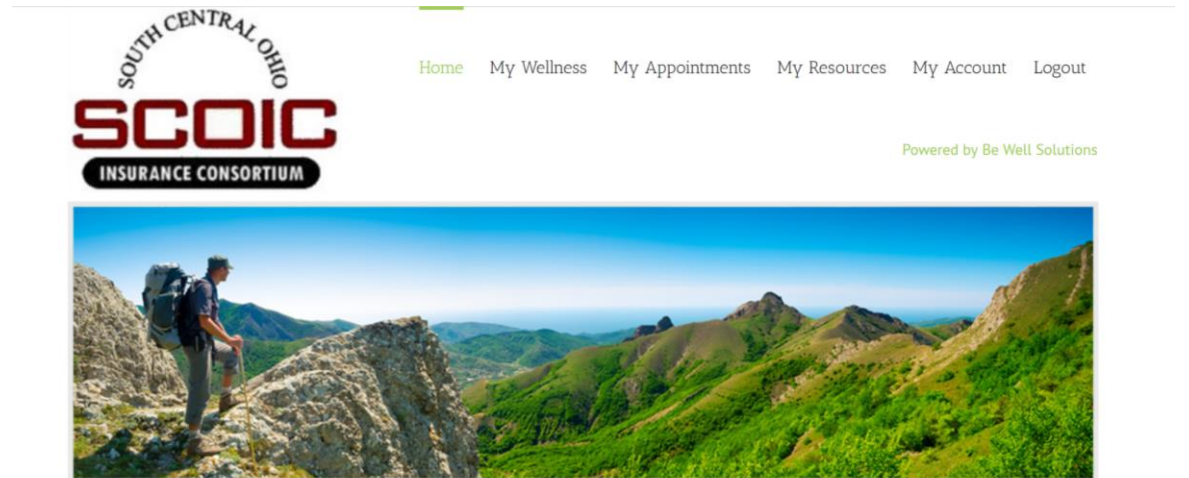 SOUTH CENTRAL OHIO
SCOIC
INSURANCE CONSORTIUM
Home My Wellness My Appointments My Resources My Account Logout
Powered by Be Well Solutions